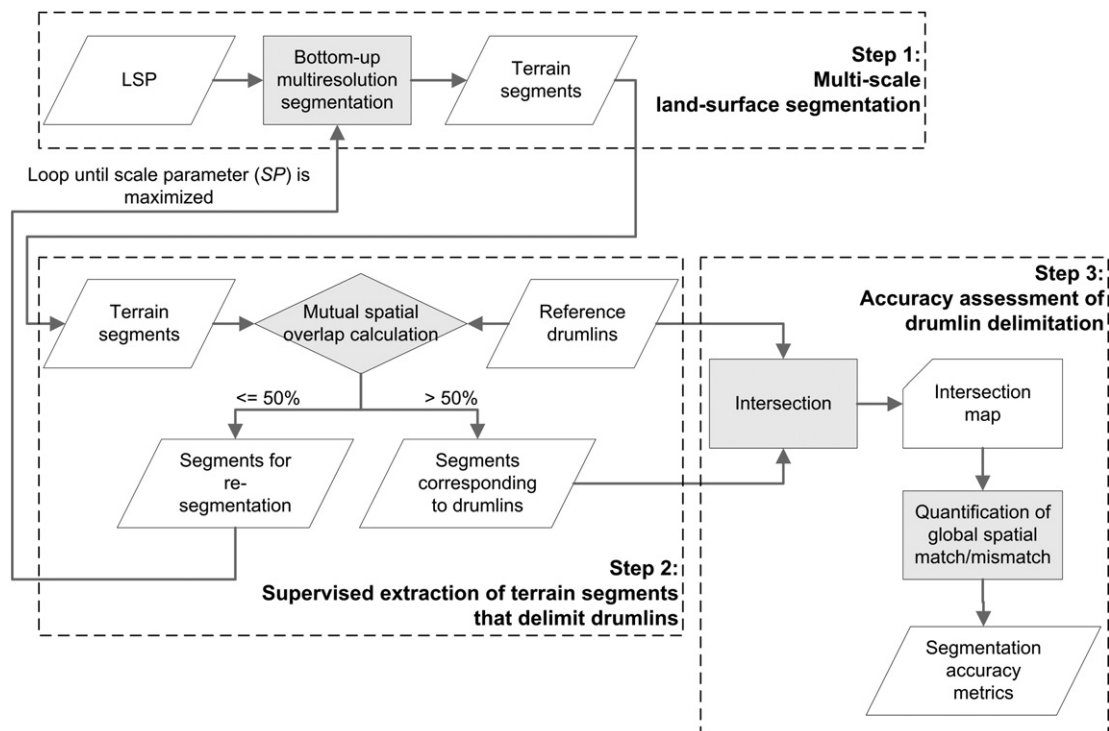 LSP
Bottom-up
multiresolution
segmentation
Terrain
segments
Step 1:
Multi-scale
land-surface segmentation
Loop until scale parameter (SP) is
maximized
Terrain
segments
Mutual spatial
overlap calculation
Reference
drumlins
<= 50%
> 50%
Segments for
re-
segmentation
Segments
corresponding
to drumlins
Step 2:
Supervised extraction of terrain segments
that delimit drumlins
Step 3:
Accuracy assessment of
drumlin delimitation
Intersection
Intersection
map
Quantification of
global spatial
match/mismatch
Segmentation
accuracy
metrics